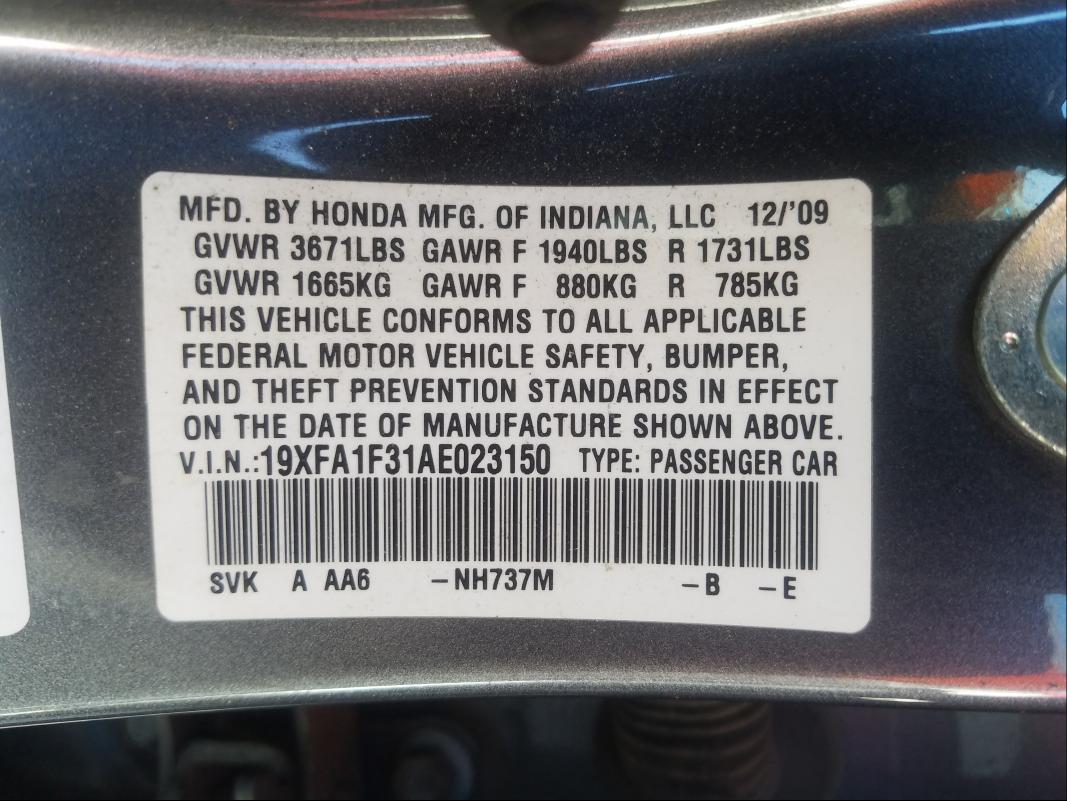 MFD. BY HONDA MFG. OF INDIANA, LLC 12/'09
GVWR 3671LBS GAWR F 1940LBS R 1731LBS
GVWR 1665KG GAWR F 880KG R 785KG
THIS VEHICLE CONFORMS TO ALL APPLICABLE
FEDERAL MOTOR VEHICLE SAFETY, BUMPER,
AND THEFT PREVENTION STANDARDS IN EFFECT
ON THE DATE OF MANUFACTURE SHOWN ABOVE.
V.I.N.:19XFA1F31AE023150 TYPE: PASSENGER CAR
SVK A AA6 –NH737M –B –E